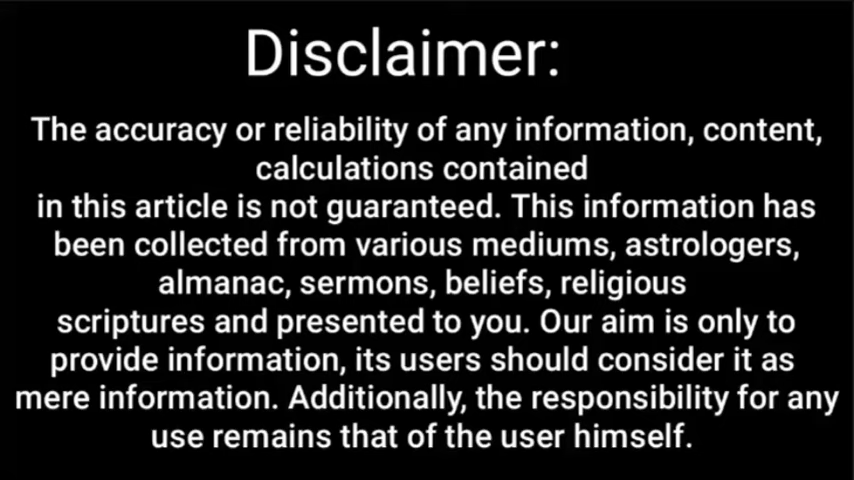 Disclaimer:
The accuracy or reliability of any information, content,
calculations contained
in this article is not guaranteed. This information has
been collected from various mediums, astrologers,
almanac, sermons, beliefs, religious
scriptures and presented to you. Our aim is only to
provide information, its users should consider it as
mere information. Additionally, the responsibility for any
use remains that of the user himself.